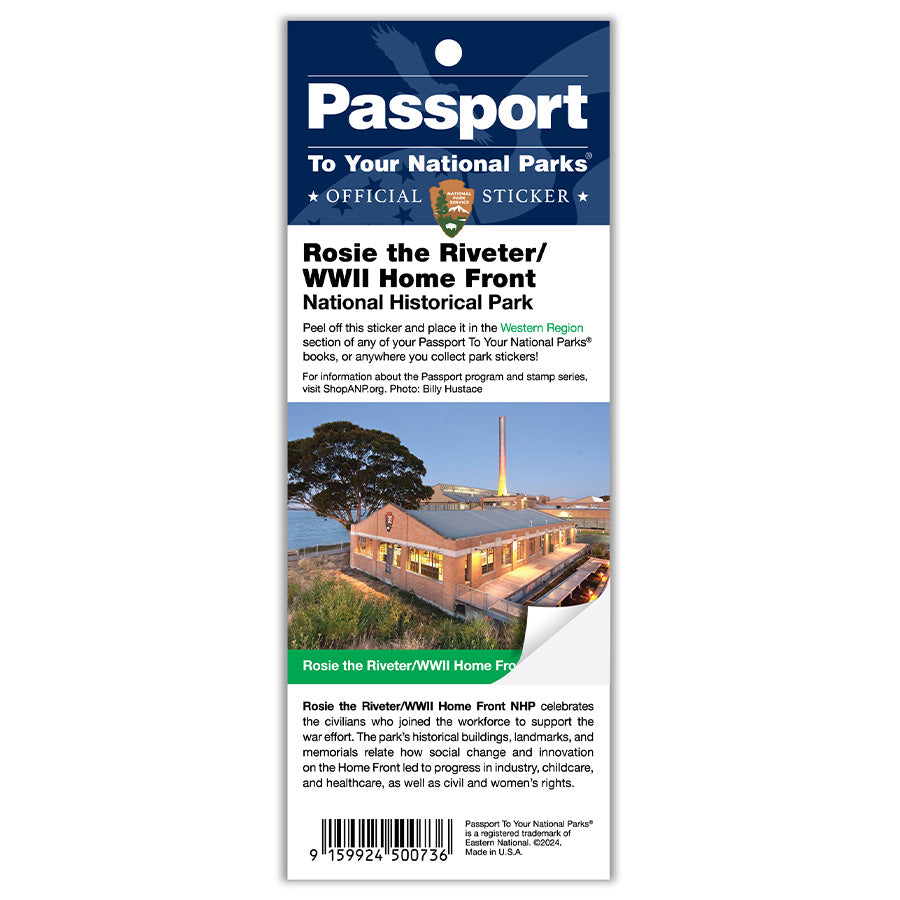 Passport
To Your National Parks®
★ OFFICIAL STICKER ★
NATIONAL
PARK
SERVICE
Rosie the Riveter/
WWII Home Front
National Historical Park
Peel off this sticker and place it in the Western Region
section of any of your Passport To Your National Parks®
books, or anywhere you collect park stickers!
For information about the Passport program and stamp series,
visit ShopANP.org. Photo: Billy Hustace
Rosie the Riveter/WWII Home Fro
Rosie the Riveter/WWII Home Front NHP celebrates
the civilians who joined the workforce to support the
war effort. The park's historical buildings, landmarks, and
memorials relate how social change and innovation
on the Home Front led to progress in industry, childcare,
and healthcare, as well as civil and women's rights.
9 159924 500736
Passport To Your National Parks®
is a registered trademark of
Eastern National. ©2024.
Made in U.S.A.